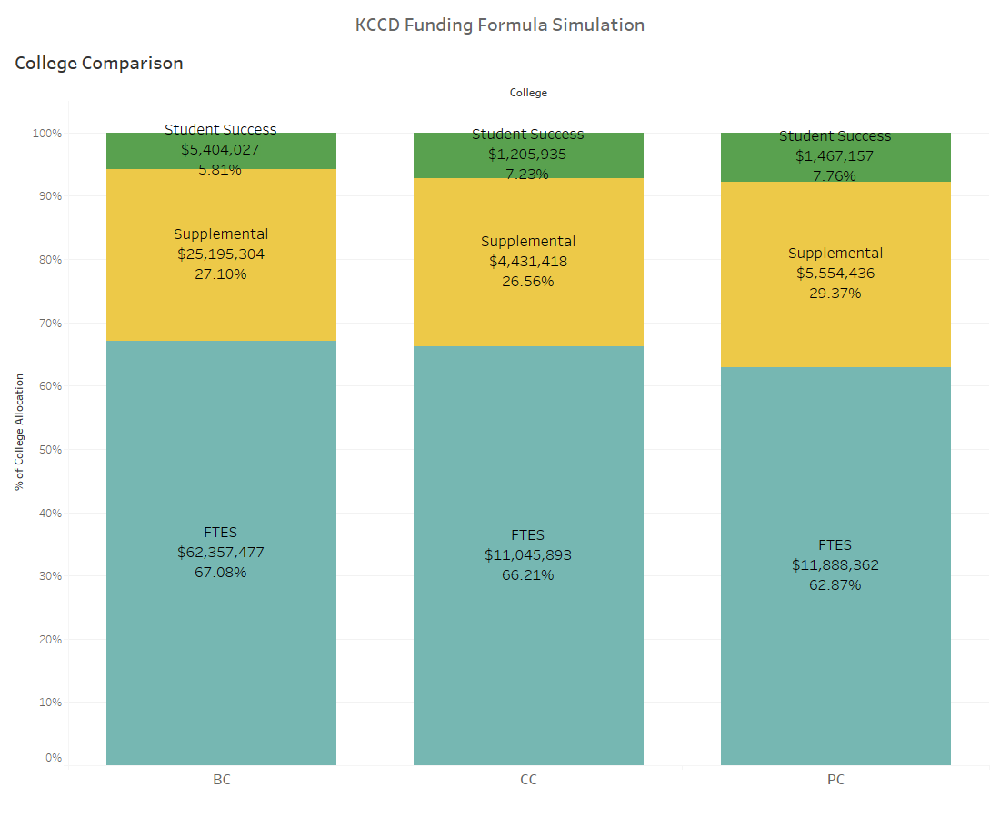 KCCD Funding Formula Simulation
College Comparison
College
% of College Allocation
100%
90%
80%
70%
60%
50%
40%
30%
20%
10%
0%
Student Success
$5,404,027
5.81%
Supplemental
$25,195,304
27.10%
FTES
$62,357,477
67.08%
BC
Student Success
$1,205,935
7.23%
Supplemental
$4,431,418
26.56%
FTES
$11,045,893
66.21%
CC
Student Success
$1,467,157
7.76%
Supplemental
$5,554,436
29.37%
FTES
$11,888,362
62.87%
PC